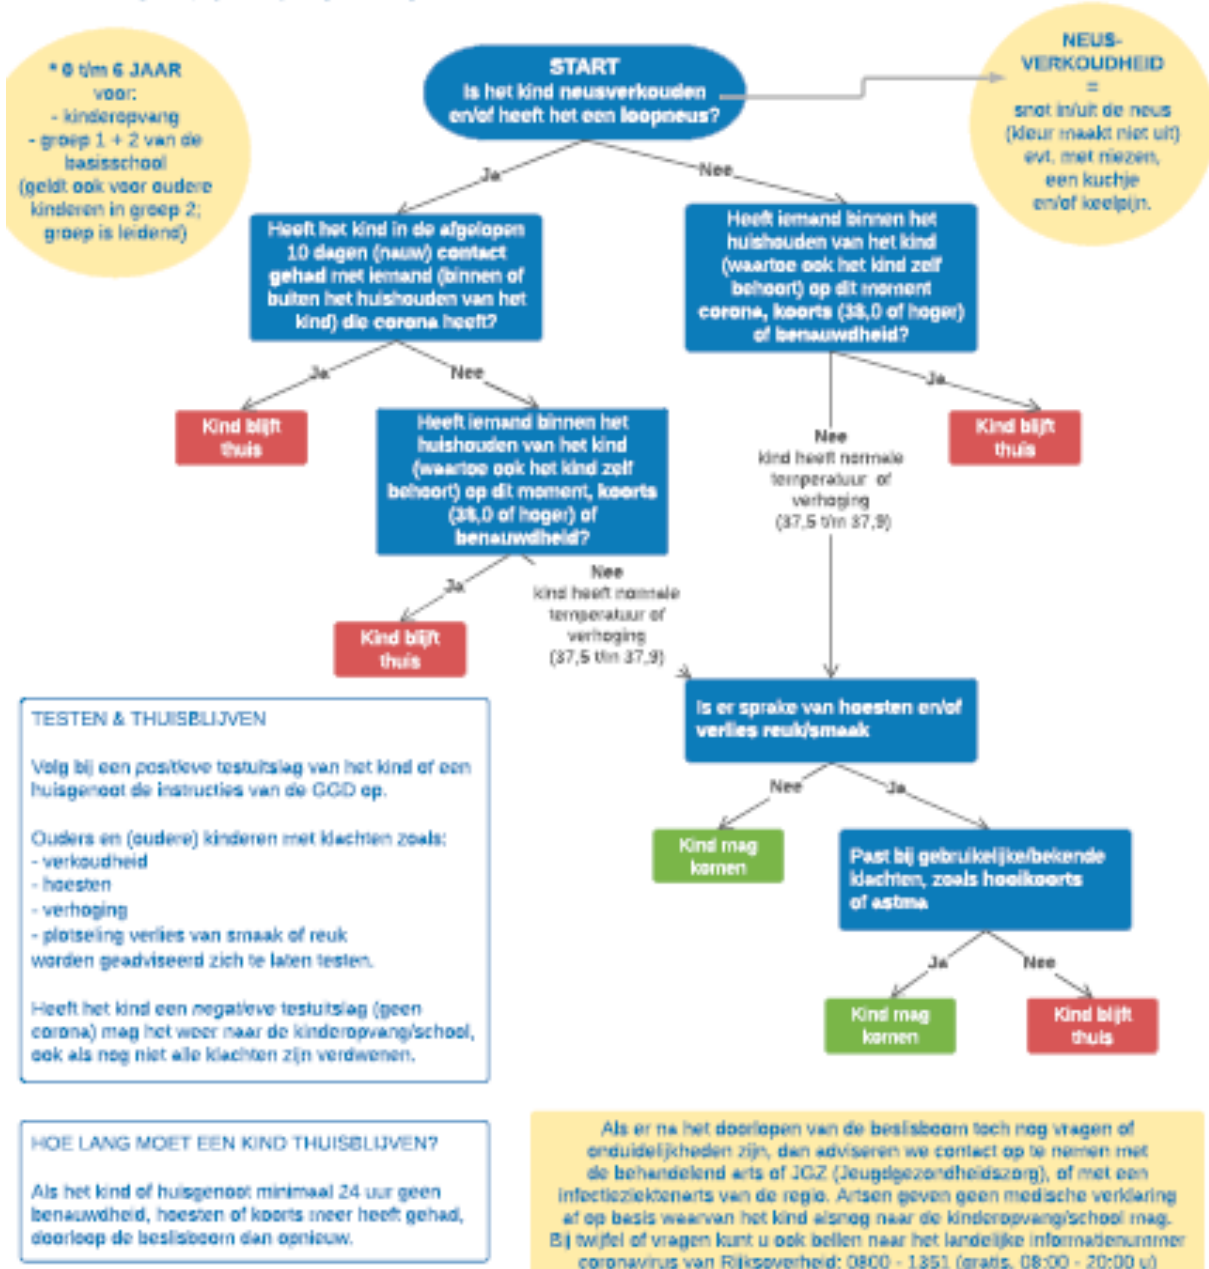 * 0 t/m 6 JAAR
voor:
- kinderopvang
- groep 1 + 2 van de
basisschool
(geldt ook voor oudere
kinderen in groep 2;
groep is leidend)
START
Is het kind neusverkouden
en/of heeft het een loopneus?
NEUS-
VERKOUDHEID
=
snot in/uit de neus
(kleur maakt niet uit)
evt. met niezen,
een kuchje
en/of keelpijn.
Ja
Nee
Heeft het kind in de afgelopen
10 dagen (nauw) contact
gehad met iemand (binnen of
buiten het huishouden van het
kind) die corona heeft?
Heeft iemand binnen het
huishouden van het kind
(waartoe ook het kind zelf
behoort) op dit moment
corona, koorts (38,0 of hoger)
of benauwdheid?
Ja
Nee
Ja
Kind blijft
thuis
Heeft iemand binnen het
huishouden van het kind
(waartoe ook het kind zelf
behoort) op dit moment, koorts
(38,0 of hoger) of
benauwdheid?
Nee
kind heeft normale
temperatuur of
verhoging
(37,5 t/m 37,9)
Kind blijft
thuis
Ja
Nee
kind heeft normale
temperatuur of
verhoging
(37,5 t/m 37,9)
Kind blijft
thuis
Is er sprake van hoesten en/of
verlies reuk/smaak
Nee
Ja
Kind mag
komen
Past bij gebruikelijke/bekende
klachten, zoals hooikoorts
of astma
Ja
Nee
Kind mag
komen
Kind blijft
thuis
TESTEN & THUISBLIJVEN
Volg bij een positieve testuitslag van het kind of een
huisgenoot de instructies van de GGD op.
Ouders en (oudere) kinderen met klachten zoals:
- verkoudheid
- hoesten
- verhoging
- plotseling verlies van smaak of reuk
worden geadviseerd zich te laten testen.
Heeft het kind een negatieve testuitslag (geen
corona) mag het weer naar de kinderopvang/school,
ook als nog niet alle klachten zijn verdwenen.
HOE LANG MOET EEN KIND THUISBLIJVEN?
Als het kind of huisgenoot minimaal 24 uur geen
benauwdheid, hoesten of koorts meer heeft gehad,
doorloop de beslisboom dan opnieuw.
Als er na het doorlopen van de beslisboom toch nog vragen of
onduidelijkheden zijn, dan adviseren we contact op te nemen met
de behandelend arts of JGZ (Jeugdgezondheidszorg), of met een
infectieziektenarts van de regio. Artsen geven geen medische verklaring
af op basis waarvan het kind alsnog naar de kinderopvang/school mag.
Bij twijfel of vragen kunt u ook bellen naar het landelijke informatienummer
coronavirus van Rijksoverheid: 0800 - 1351 (gratis, 08:00 - 20:00 u)